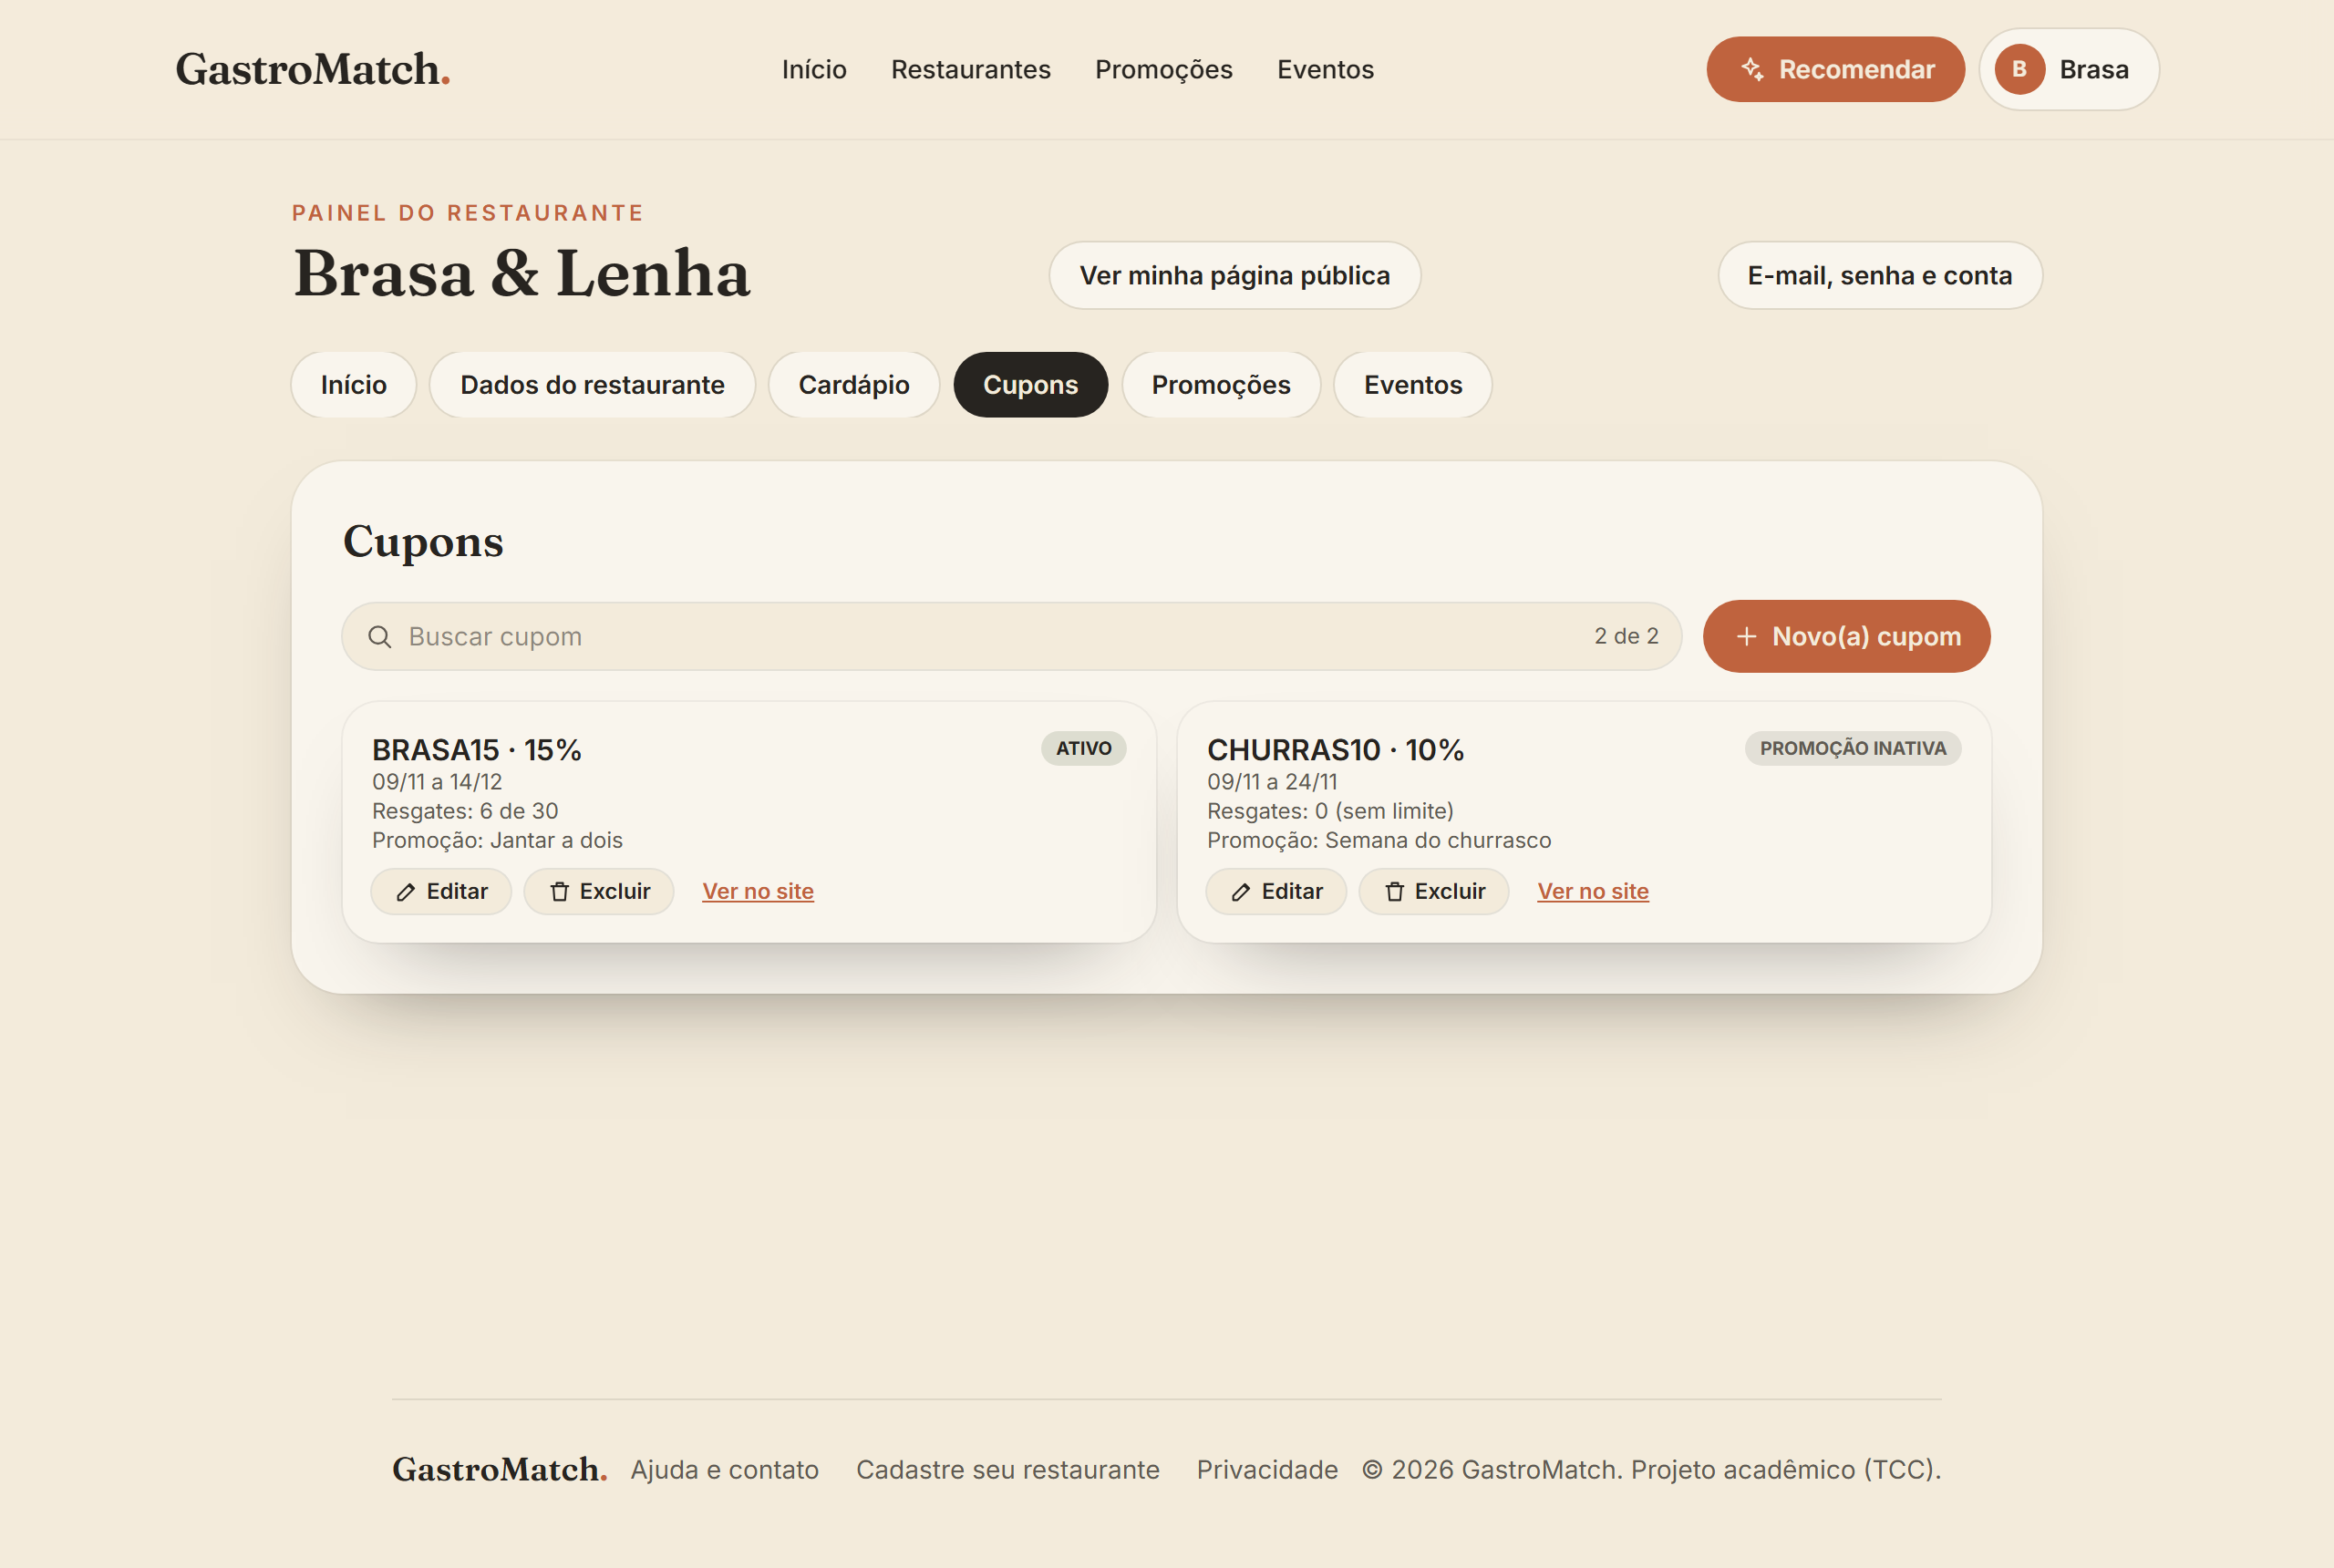 GastroMatch.
Início Restaurantes Promoções Eventos
Recomendar
B Brasa
PAINEL DO RESTAURANTE
Brasa & Lenha
Ver minha página pública
E-mail, senha e conta
Início Dados do restaurante Cardápio Cupons Promoções Eventos
Cupons
Buscar cupom 2 de 2
Novo(a) cupom
BRASA15 · 15% ATIVO
09/11 a 14/12
Resgates: 6 de 30
Promoção: Jantar a dois
Editar Excluir Ver no site
CHURRAS10 · 10% PROMOÇÃO INATIVA
09/11 a 24/11
Resgates: 0 (sem limite)
Promoção: Semana do churrasco
Editar Excluir Ver no site
GastroMatch. Ajuda e contato Cadastre seu restaurante Privacidade © 2026 GastroMatch. Projeto acadêmico (TCC).